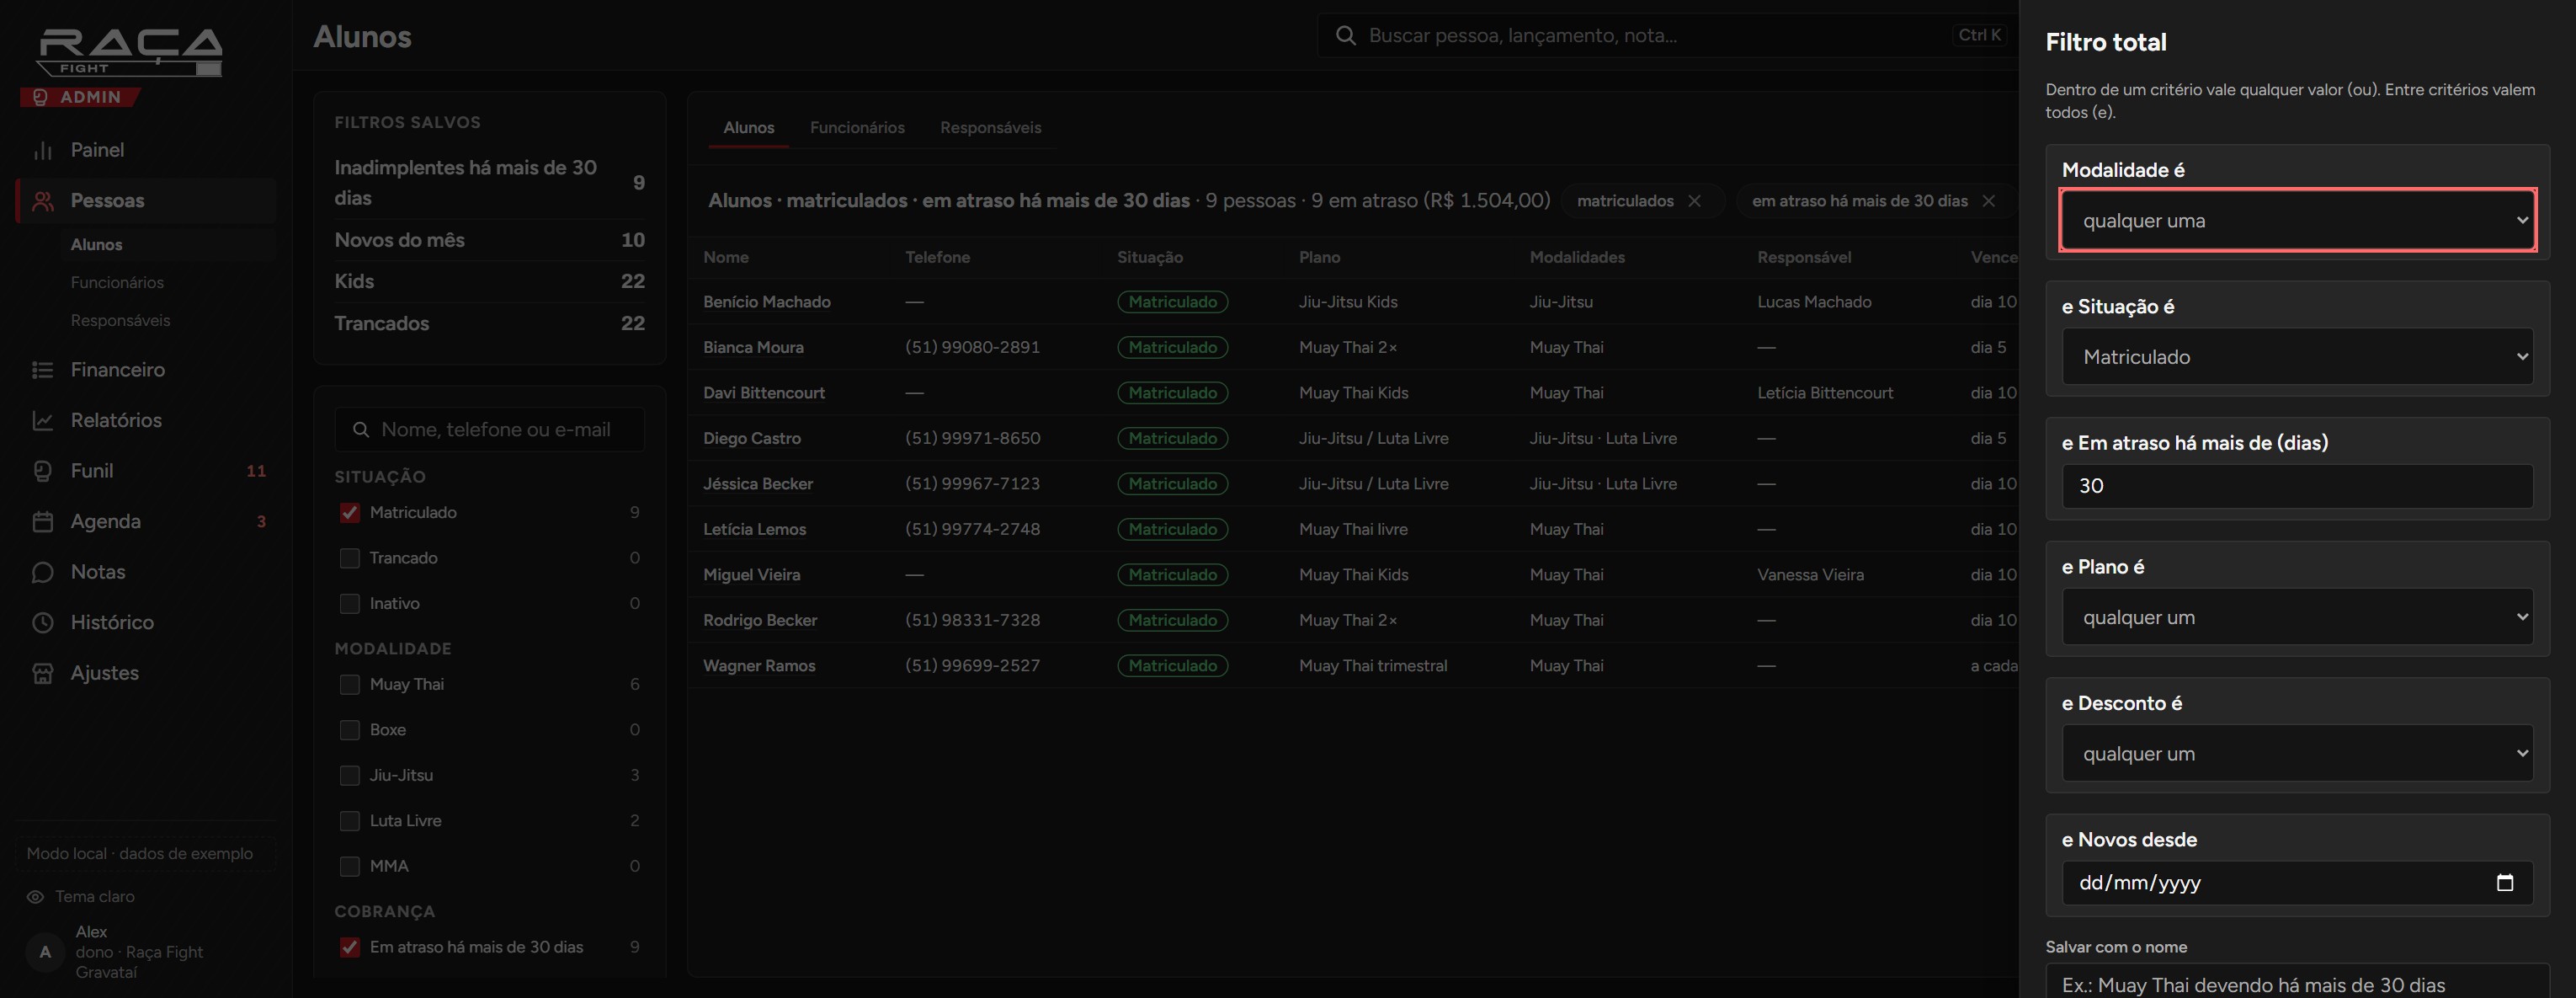 RAÇA
FIGHT
ADMIN
Painel
Pessoas
Alunos
Funcionários
Responsáveis
Financeiro
Relatórios
Funil 11
Agenda 3
Notas
Histórico
Ajustes
Modo local · dados de exemplo
Tema claro
A
Alex
dono · Raça Fight
Gravataí
Alunos
Buscar pessoa, lançamento, nota...
Ctrl K
FILTROS SALVOS
Inadimplentes há mais de 30
dias 9
Novos do mês 10
Kids 22
Trancados 22
Nome, telefone ou e-mail
SITUAÇÃO
Matriculado 9
Trancado 0
Inativo 0
MODALIDADE
Muay Thai 6
Boxe 0
Jiu-Jitsu 3
Luta Livre 2
MMA 0
COBRANÇA
Em atraso há mais de 30 dias 9
Alunos Funcionários Responsáveis
Alunos · matriculados · em atraso há mais de 30 dias · 9 pessoas · 9 em atraso (R$ 1.504,00) matriculados em atraso há mais de 30 dias
Nome Telefone Situação Plano Modalidades Responsável Vence
Benício Machado — Matriculado Jiu-Jitsu Kids Jiu-Jitsu Lucas Machado dia 10
Bianca Moura (51) 99080-2891 Matriculado Muay Thai 2× Muay Thai — dia 5
Davi Bittencourt — Matriculado Muay Thai Kids Muay Thai Letícia Bittencourt dia 10
Diego Castro (51) 99971-8650 Matriculado Jiu-Jitsu / Luta Livre Jiu-Jitsu · Luta Livre — dia 5
Jéssica Becker (51) 99967-7123 Matriculado Jiu-Jitsu / Luta Livre Jiu-Jitsu · Luta Livre — dia 10
Letícia Lemos (51) 99774-2748 Matriculado Muay Thai livre Muay Thai — dia 10
Miguel Vieira — Matriculado Muay Thai Kids Muay Thai Vanessa Vieira dia 10
Rodrigo Becker (51) 98331-7328 Matriculado Muay Thai 2× Muay Thai — dia 10
Wagner Ramos (51) 99699-2527 Matriculado Muay Thai trimestral Muay Thai — a cada
Filtro total
Dentro de um critério vale qualquer valor (ou). Entre critérios valem
todos (e).
Modalidade é
qualquer uma
e Situação é
Matriculado
e Em atraso há mais de (dias)
30
e Plano é
qualquer um
e Desconto é
qualquer um
e Novos desde
dd/mm/yyyy
Salvar com o nome
Ex.: Muay Thai devendo há mais de 30 dias